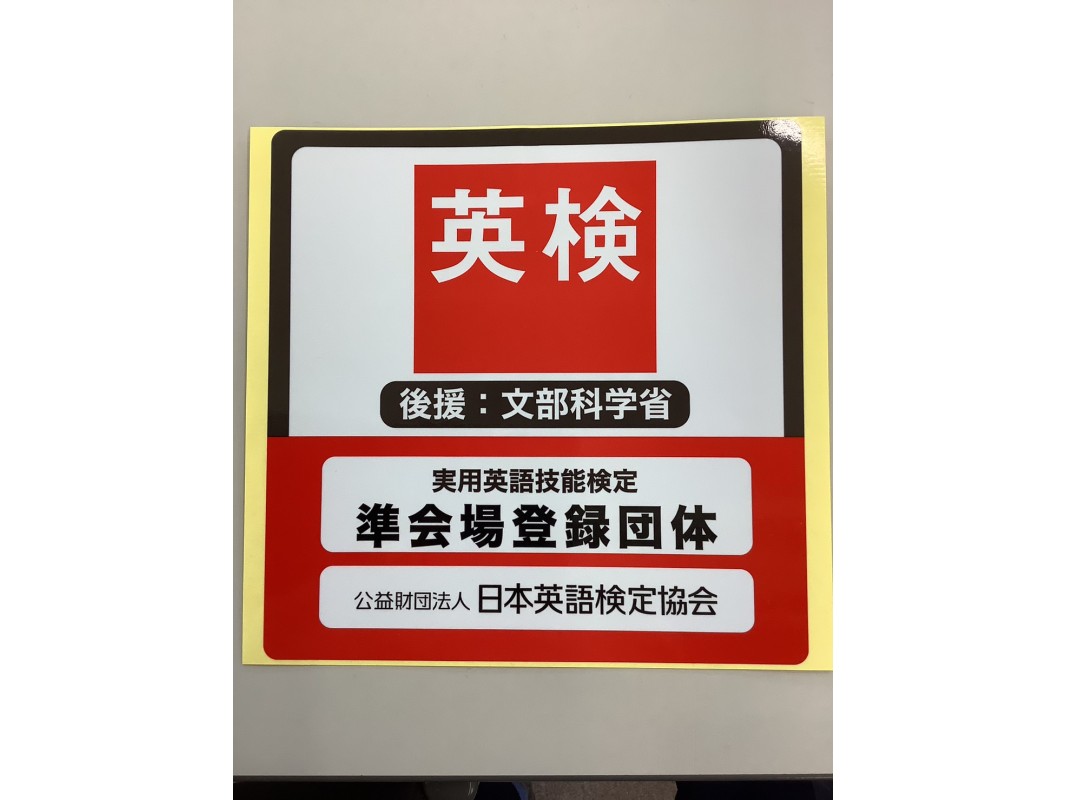 英検
後援：文部科学省
実用英語技能検定
準会場登録団体
公益財団法人 日本英語検定協会